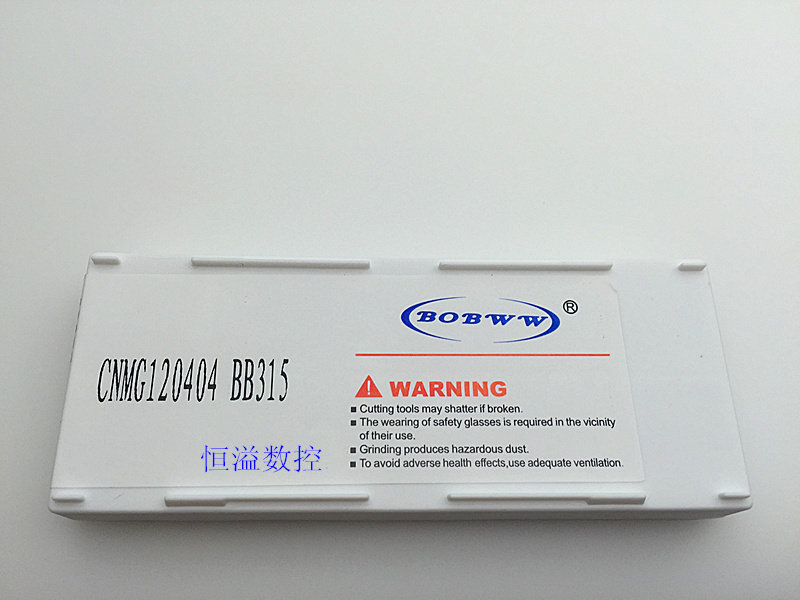 BOBWW®
CNMG120404 BB315
WARNING
■ Cutting tools may shatter if broken.
■ The wearing of safety glasses is required in the vicinity
of their use.
■ Grinding produces hazardous dust.
■ To avoid adverse health effects,use adequate ventilation.
恒溢数控